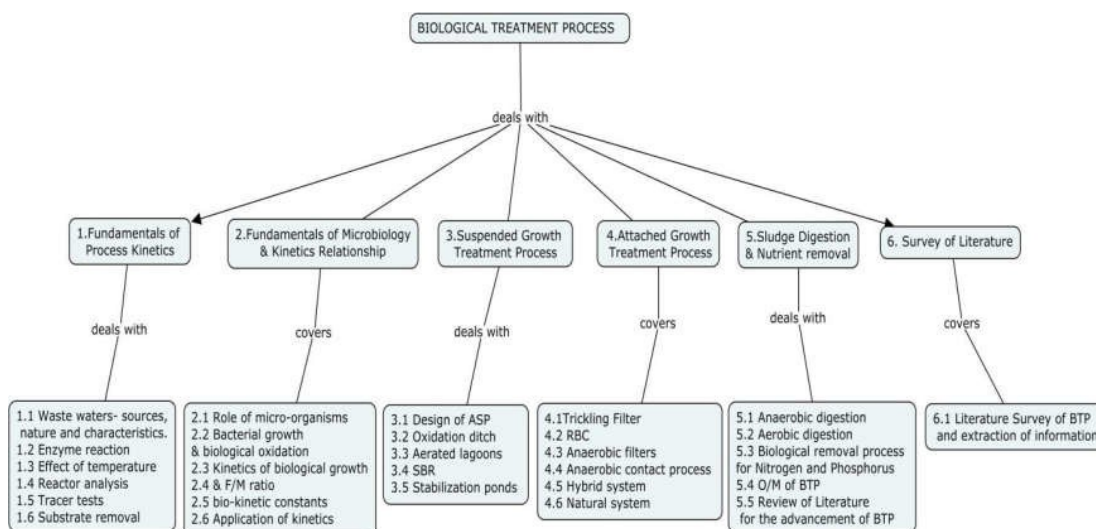 BIOLOGICAL TREATMENT PROCESS
deals with
1.Fundamentals of
Process Kinetics
2.Fundamentals of Microbiology
& Kinetics Relationship
3.Suspended Growth
Treatment Process
4.Attached Growth
Treatment Process
5.Sludge Digestion
& Nutrient removal
6. Survey of Literature
deals with
covers
deals with
covers
deals with
covers
1.1 Waste waters- sources,
nature and characteristics.
1.2 Enzyme reaction
1.3 Effect of temperature
1.4 Reactor analysis
1.5 Tracer tests
1.6 Substrate removal
2.1 Role of micro-organisms
2.2 Bacterial growth
& biological oxidation
2.3 Kinetics of biological growth
2.4 & F/M ratio
2.5 bio-kinetic constants
2.6 Application of kinetics
3.1 Design of ASP
3.2 Oxidation ditch
3.3 Aerated lagoons
3.4 SBR
3.5 Stabilization ponds
4.1Trickling Filter
4.2 RBC
4.3 Anaerobic filters
4.4 Anaerobic contact process
4.5 Hybrid system
4.6 Natural system
5.1 Anaerobic digestion
5.2 Aerobic digestion
5.3 Biological removal process
for Nitrogen and Phosphorus
5.4 O/M of BTP
5.5 Review of Literature
for the advancement of BTP
6.1 Literature Survey of BTP
and extraction of information